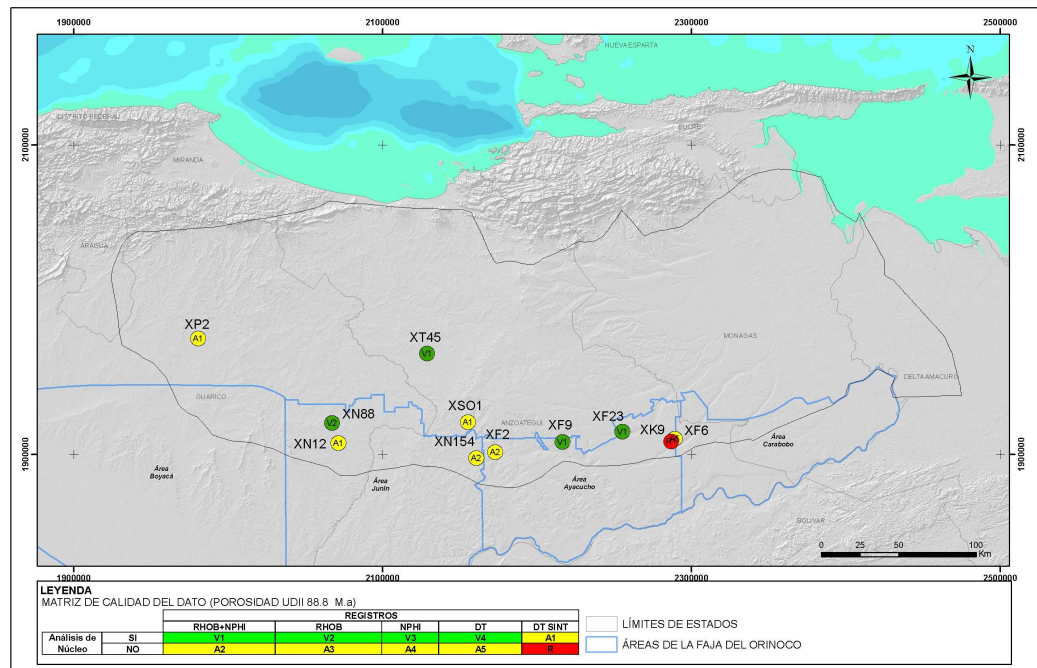 1900000 2100000 2300000 2500000
NUEVA ESPARTA
N
DISTRITO FEDERAL
SUCRE
2100000 2100000
MIRANDA
ARAGUA
XP2
A1
XT45
V1
MONAGAS
DELTA AMACURO
GUARICO
XN88
V2
XSO1
A1
ANZOATEGUI
XF9
V1
XF23
V1
XK9
XF6
XN12
A1
XN154
A2
XF2
A2
1900000 1900000
Área
Boyacá
Área
Junín
Área
Ayacucho
Área
Carabobo
BOLIVAR
0 25 50 100
Km
1900000 2100000 2300000 2500000
LEYENDA
MATRIZ DE CALIDAD DEL DATO (POROSIDAD UDII 88.8 M.a)
REGISTROS
RHOB+NPHI RHOB NPHI DT DT SINT
Análisis de SI V1 V2 V3 V4 A1
Núcleo NO A2 A3 A4 A5 R
LÍMITES DE ESTADOS
ÁREAS DE LA FAJA DEL ORINOCO